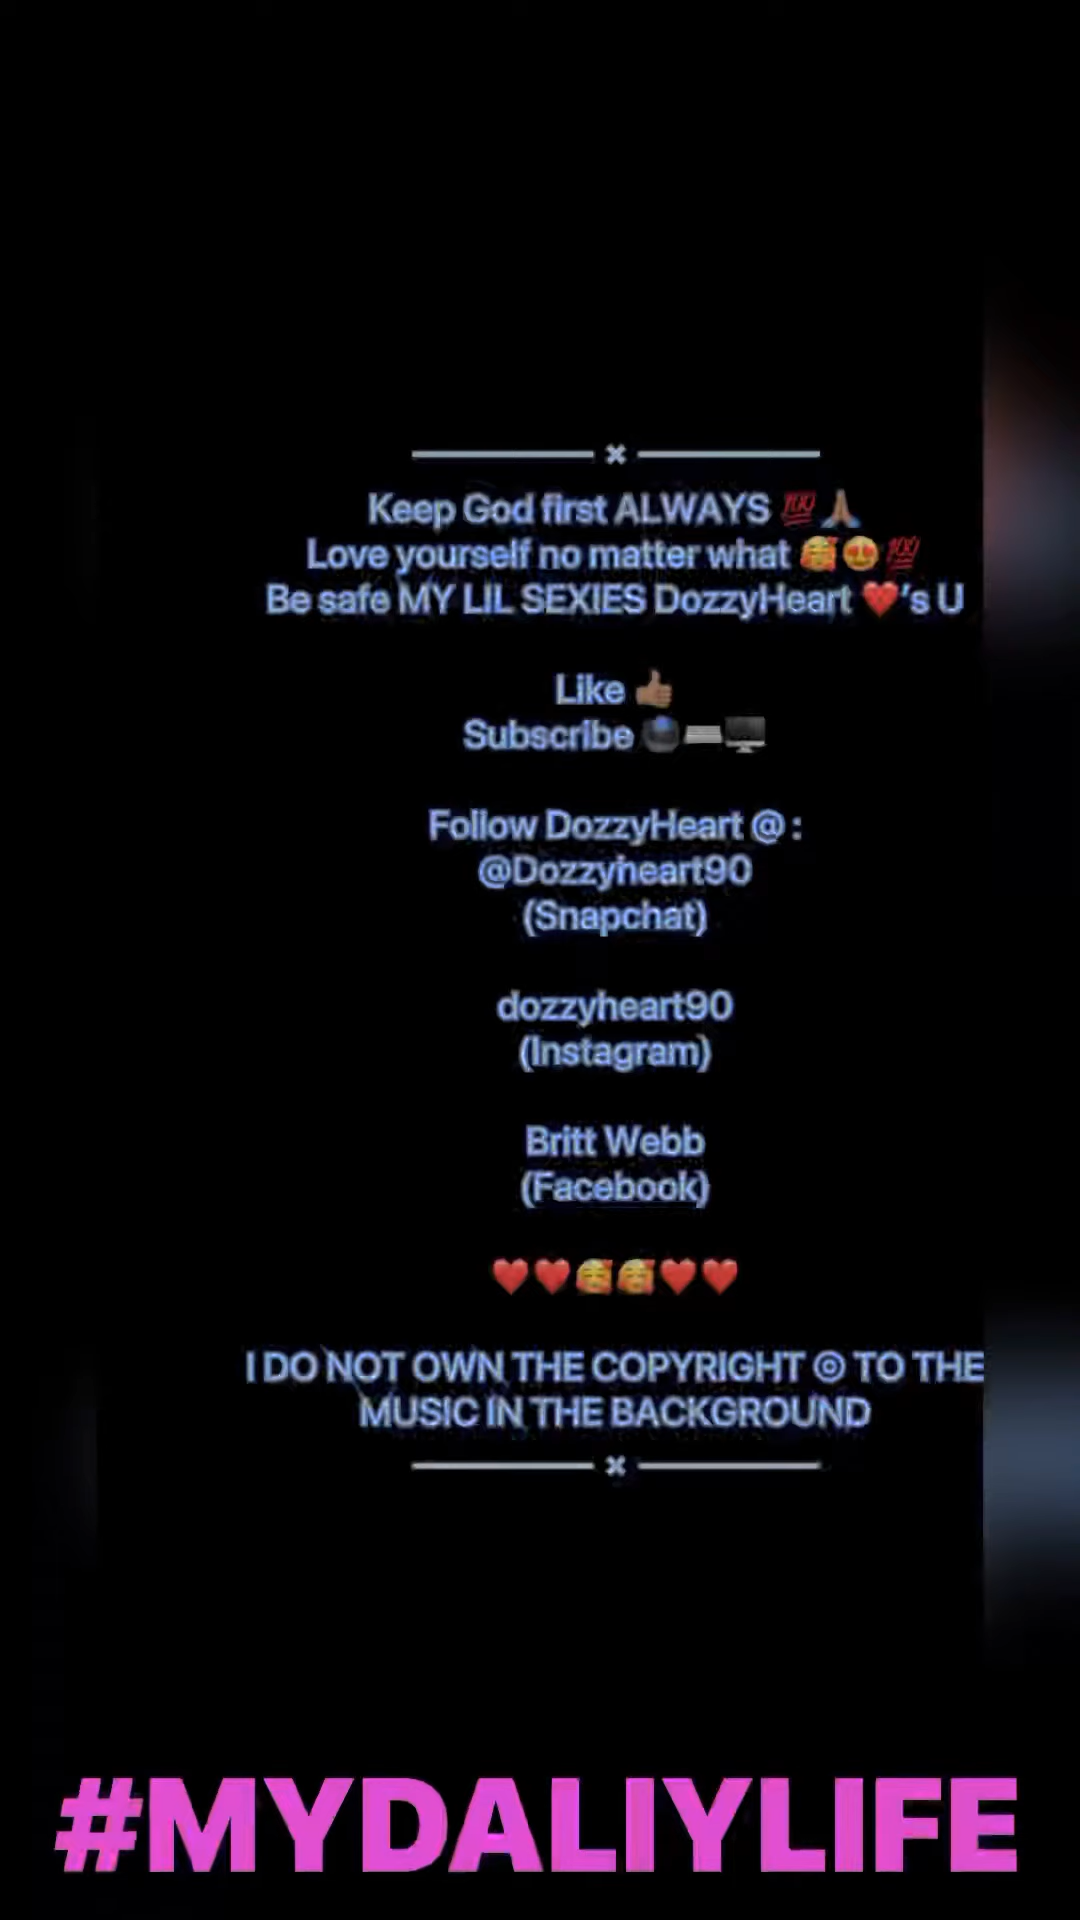 Keep God first ALWAYS 💯🙏🏽
Love yourself no matter what 🥰😍💯
Be safe MY LIL SEXIES DozzyHeart ❤️’s U
Like 👍🏽
Subscribe 🖲⌨️🖥
Follow DozzyHeart @ :
@Dozzyheart90
(Snapchat)
dozzyheart90
(Instagram)
Britt Webb
(Facebook)
❤️❤️🥰🥰❤️❤️
I DO NOT OWN THE COPYRIGHT © TO THE
MUSIC IN THE BACKGROUND
#MYDALIYLIFE